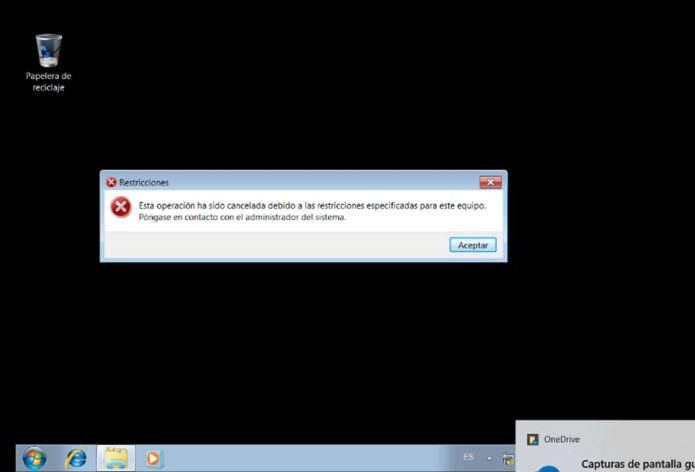 Papelera de
reciclaje
Restricciones
Esta operación ha sido cancelada debido a las restricciones especificadas para este equipo.
Póngase en contacto con el administrador del sistema.
Aceptar
ES
OneDrive
Capturas de pantalla gu